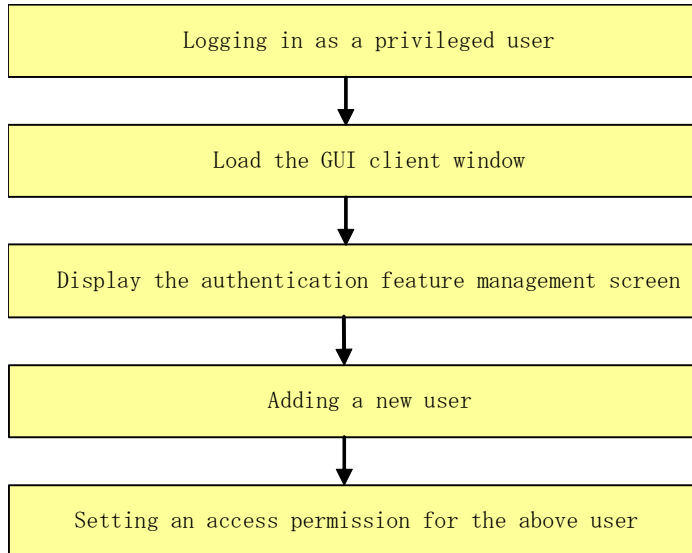 Logging in as a privileged user
Load the GUI client window
Display the authentication feature management screen
Adding a new user
Setting an access permission for the above user